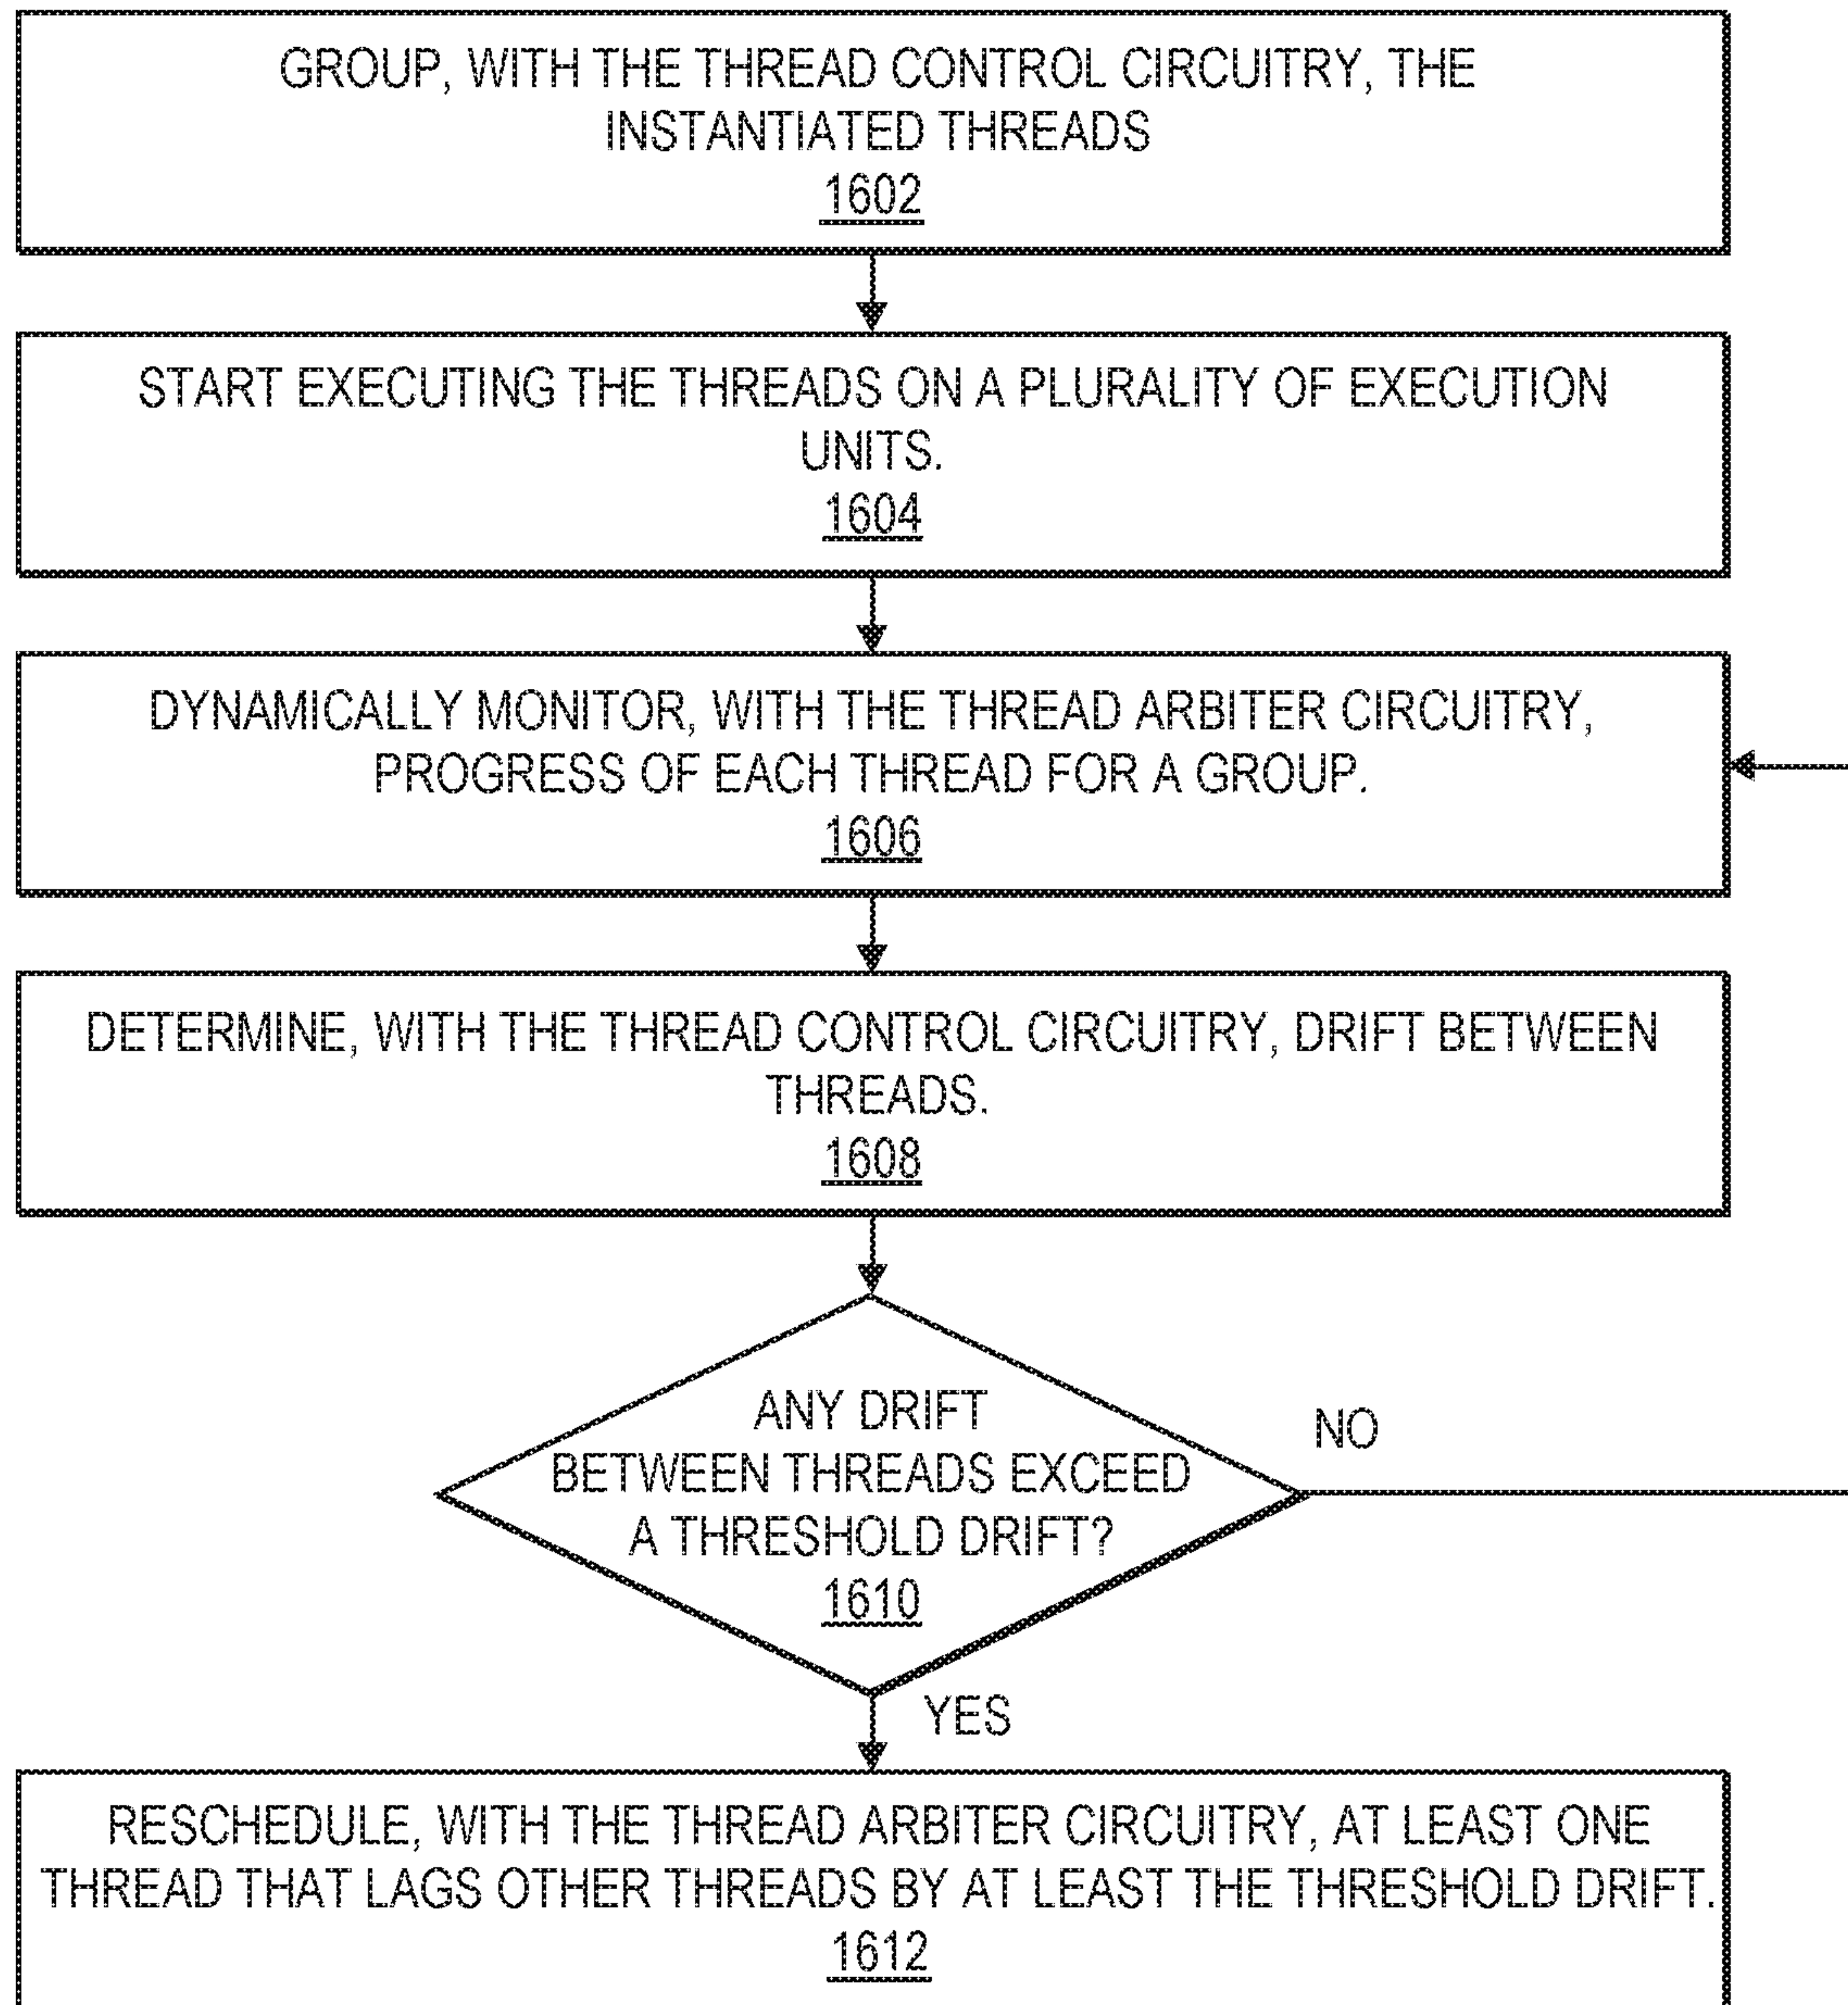 GROUP, WITH THE THREAD CONTROL CIRCUITRY, THE
INSTANTIATED THREADS
1602
START EXECUTING THE THREADS ON A PLURALITY OF EXECUTION
UNITS.
1604
DYNAMICALLY MONITOR, WITH THE THREAD ARBITER CIRCUITRY,
PROGRESS OF EACH THREAD FOR A GROUP.
1606
DETERMINE, WITH THE THREAD CONTROL CIRCUITRY, DRIFT BETWEEN
THREADS.
1608
ANY DRIFT
BETWEEN THREADS EXCEED
A THRESHOLD DRIFT?
1610
NO
YES
RESCHEDULE, WITH THE THREAD ARBITER CIRCUITRY, AT LEAST ONE
THREAD THAT LAGS OTHER THREADS BY AT LEAST THE THRESHOLD DRIFT.
1612